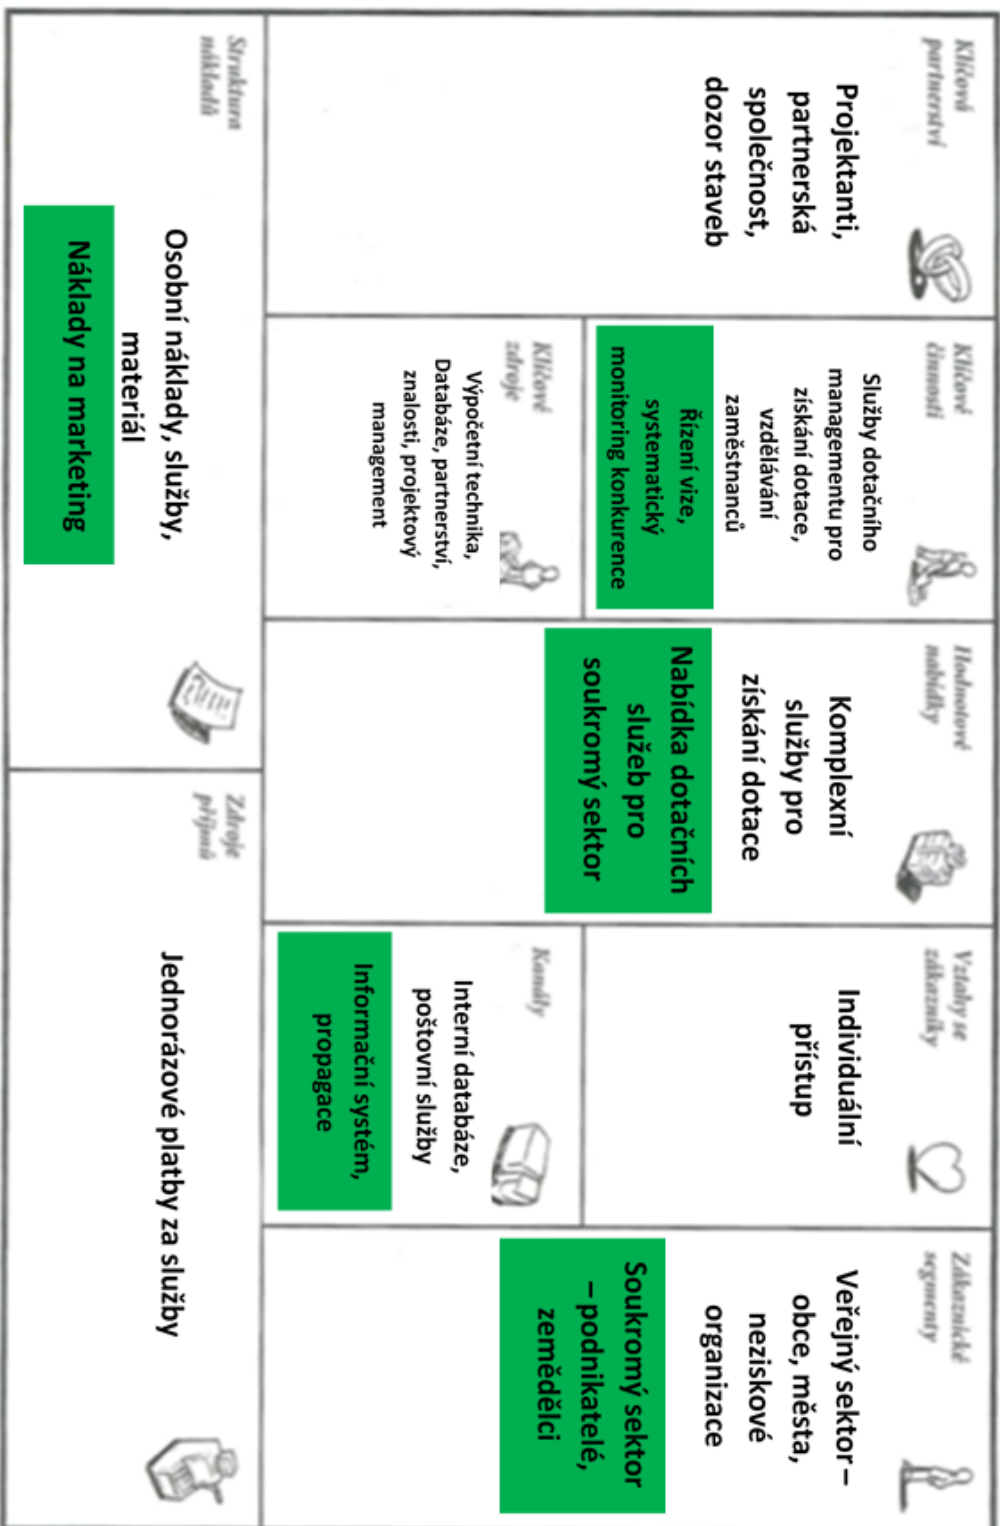 Klíčová
partnerství
Projektanti,
partnerská
společnost,
dozor staveb
Klíčové
činnosti
Služby dotačního
managementu pro
získání dotace,
vzdělávání
zaměstnanců
Řízení vize,
systematický
monitoring konkurence
Klíčové
zdroje
Výpočetní technika,
Databáze, partnerství,
znalosti, projektový
management
Hodnotové
nabídky
Komplexní
služby pro
získání dotace
Nabídka dotačních
služeb pro
soukromý sektor
Vztahy se
zákazníky
Individuální
přístup
Kanály
Interní databáze,
poštovní služby
Informační systém,
propagace
Zákaznické
segmenty
Veřejný sektor –
obce, města,
neziskové
organizace
Soukromý sektor
– podnikatelé,
zemědělci
Struktura
nákladů
Osobní náklady, služby,
materiál
Náklady na marketing
Zdroje
příjmů
Jednorázové platby za služby